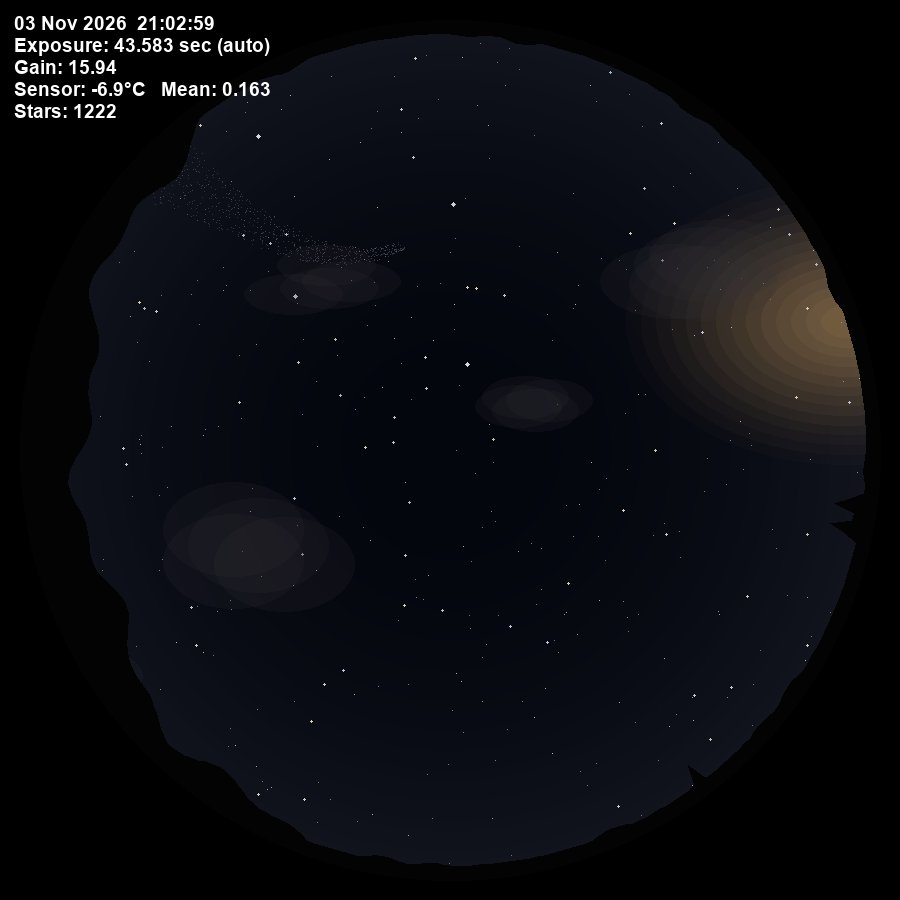 03 Nov 2026  21:02:59
Exposure: 43.583 sec (auto)
Gain: 15.94
Sensor: -6.9°C   Mean: 0.163
Stars: 1222